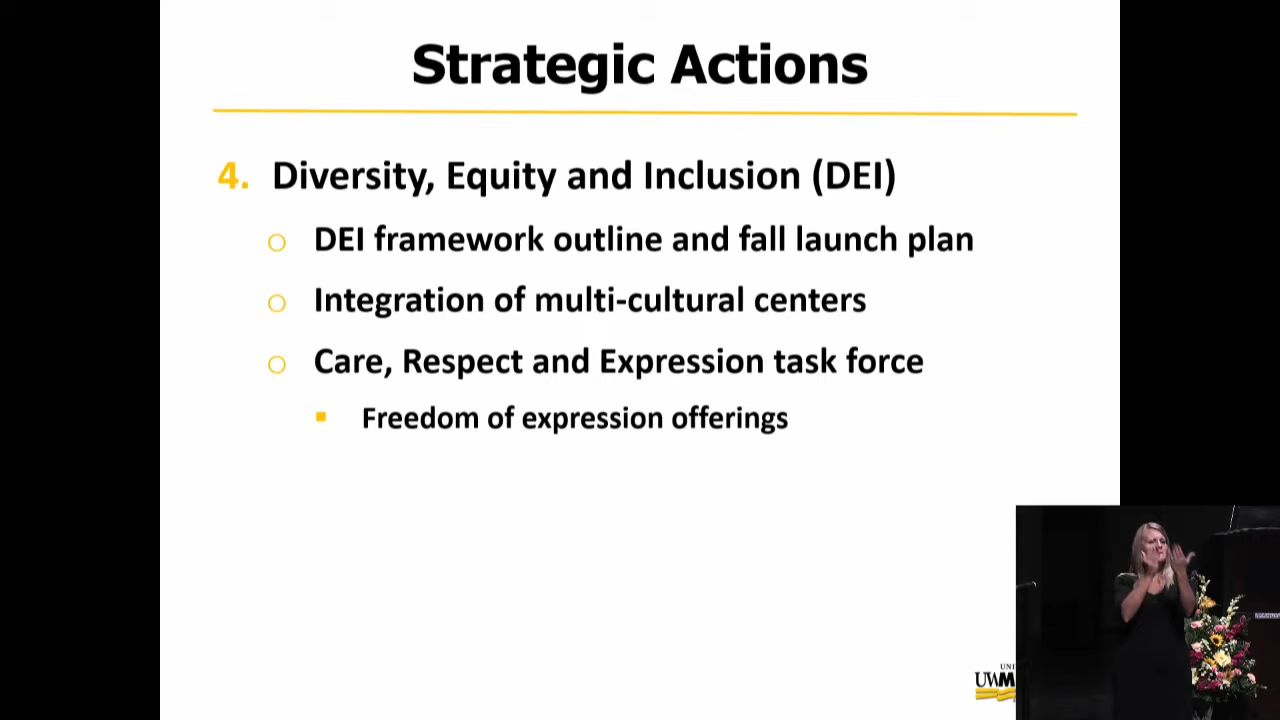 Strategic Actions
4. Diversity, Equity and Inclusion (DEI)
DEI framework outline and fall launch plan
Integration of multi-cultural centers
Care, Respect and Expression task force
Freedom of expression offerings
UNI
UWM